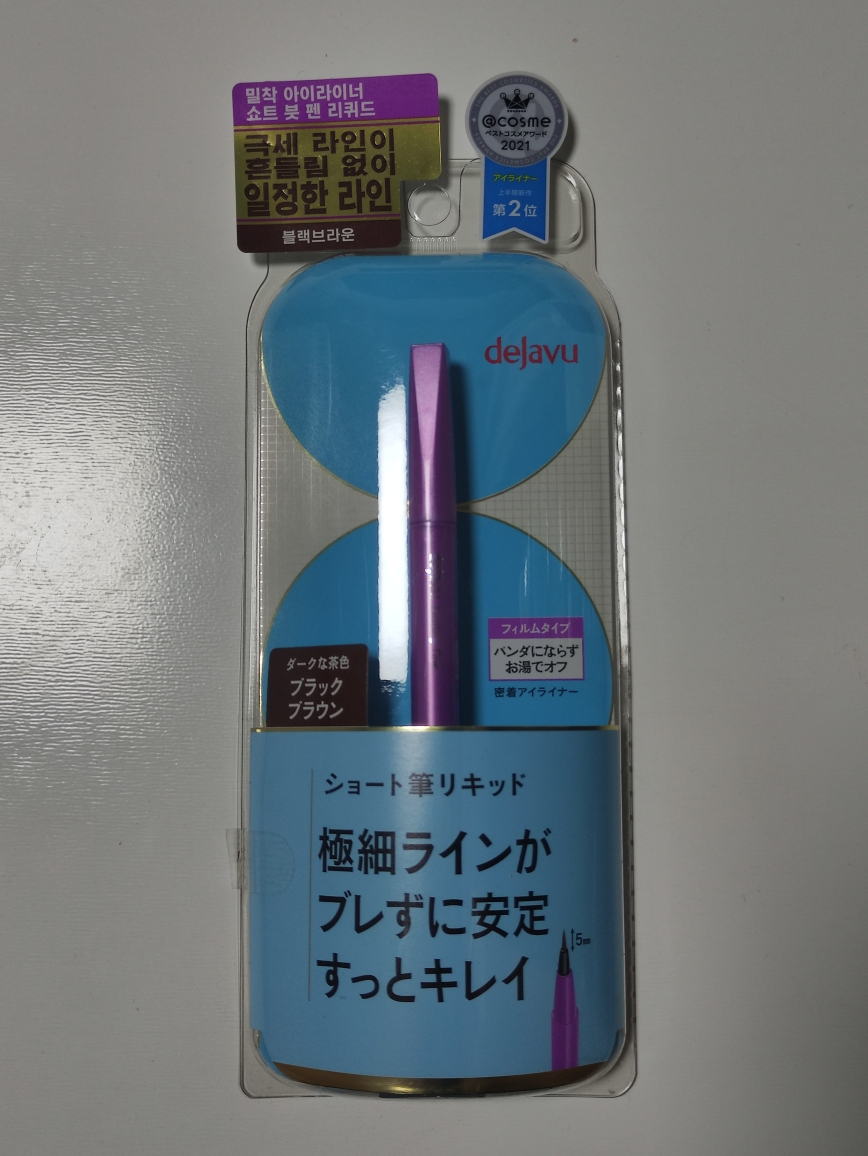 밀착 아이라이너
쇼트 붓 펜 리퀴드
극세 라인이
흔들림 없이
일정한 라인
블랙브라운
@cosme
ベストコスメアワード
2021
アイライナー
上半期新作
第2位
dejavu
フィルムタイプ
パンダにならず
お湯でオフ
密着アイライナー
ダークな茶色
ブラック
ブラウン
ショート筆リキッド
極細ラインが
ブレずに安定
すっとキレイ
5mm